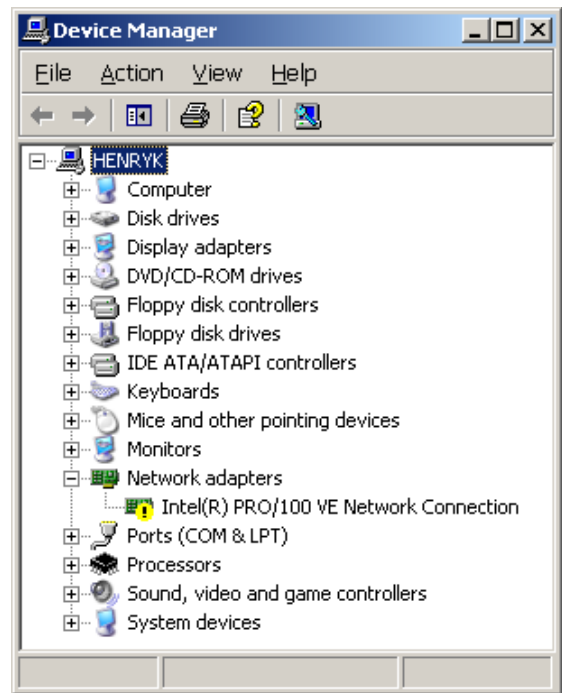 Device Manager
File Action View Help
HENRYK
Computer
Disk drives
Display adapters
DVD/CD-ROM drives
Floppy disk controllers
Floppy disk drives
IDE ATA/ATAPI controllers
Keyboards
Mice and other pointing devices
Monitors
Network adapters
Intel(R) PRO/100 VE Network Connection
Ports (COM & LPT)
Processors
Sound, video and game controllers
System devices